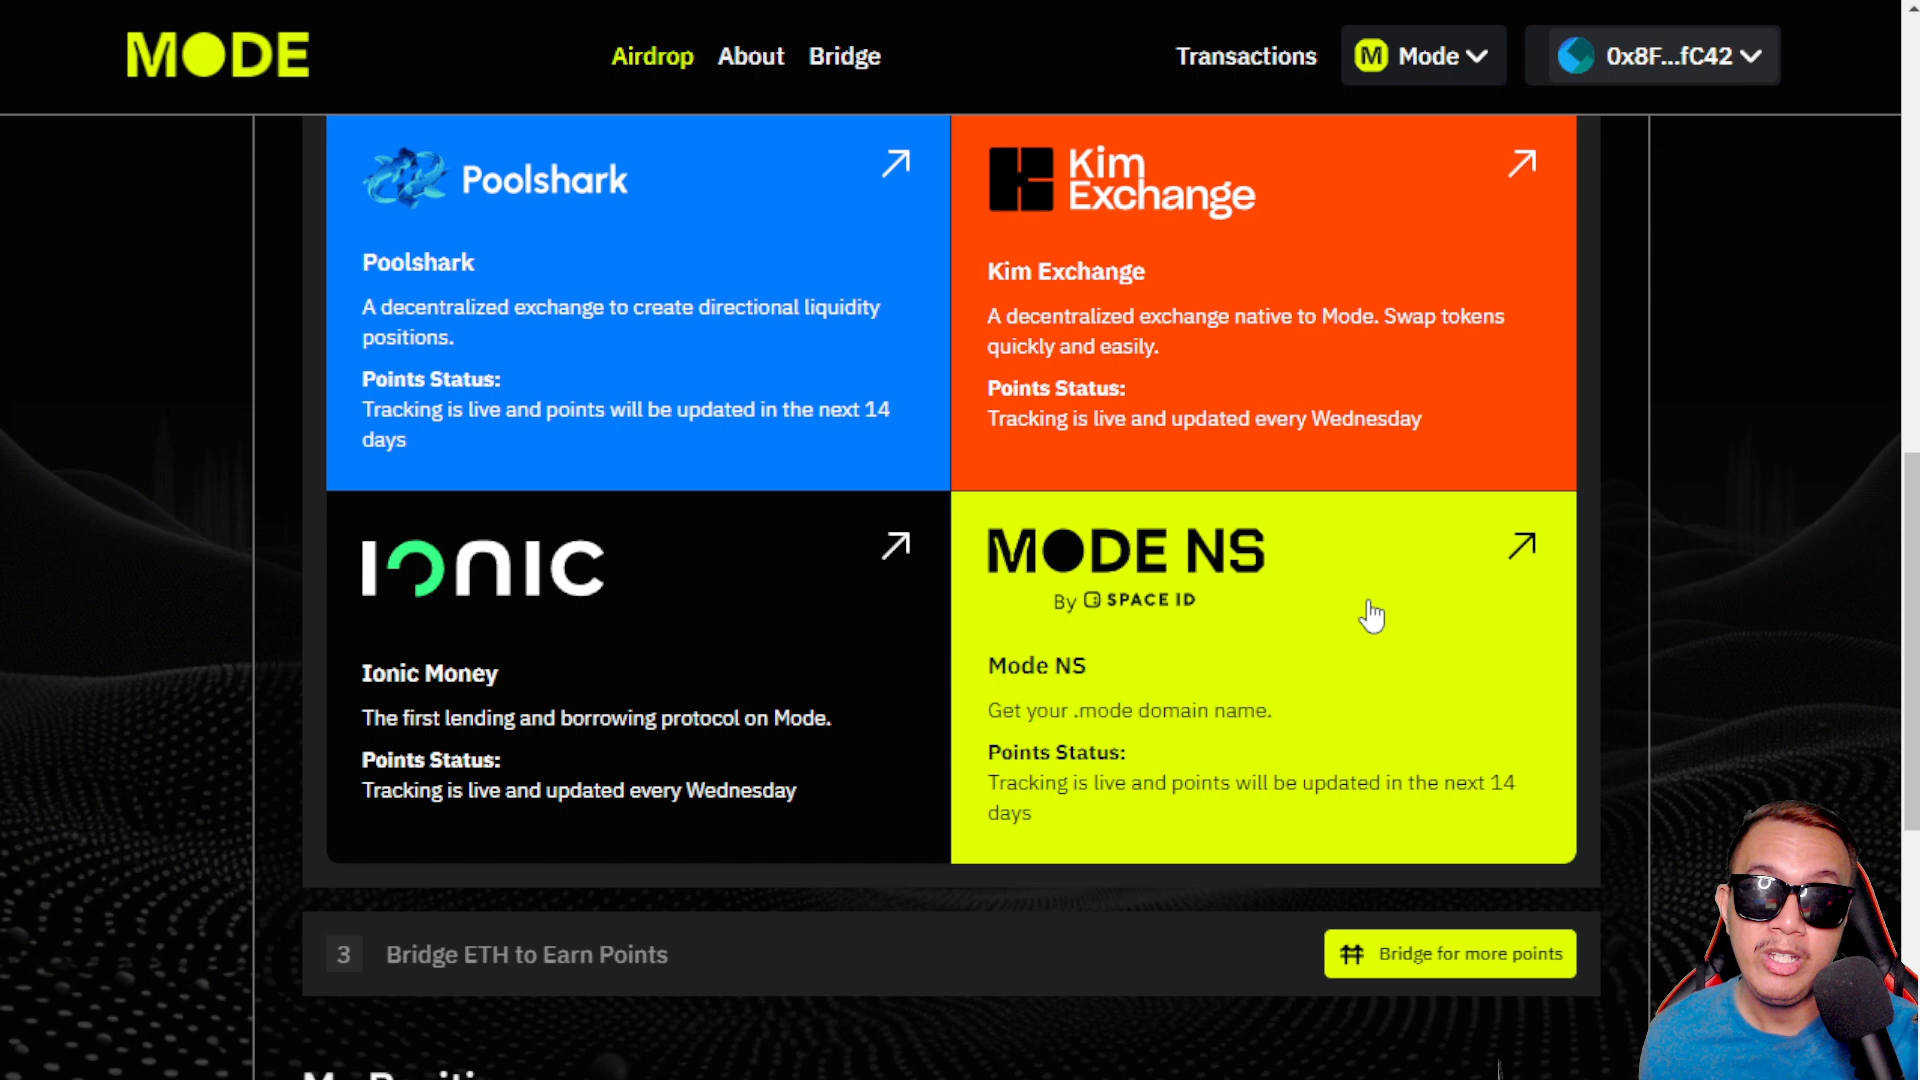 MODE
Airdrop
About
Bridge
Transactions
M Mode
0x8F...fC42
Poolshark
Poolshark
A decentralized exchange to create directional liquidity
positions.
Points Status:
Tracking is live and points will be updated in the next 14
days
Kim
Exchange
Kim Exchange
A decentralized exchange native to Mode. Swap tokens
quickly and easily.
Points Status:
Tracking is live and updated every Wednesday
IONIC
Ionic Money
The first lending and borrowing protocol on Mode.
Points Status:
Tracking is live and updated every Wednesday
MODE NS
By SPACE ID
Mode NS
Get your .mode domain name.
Points Status:
Tracking is live and points will be updated in the next 14
days
3 Bridge ETH to Earn Points
Bridge for more points